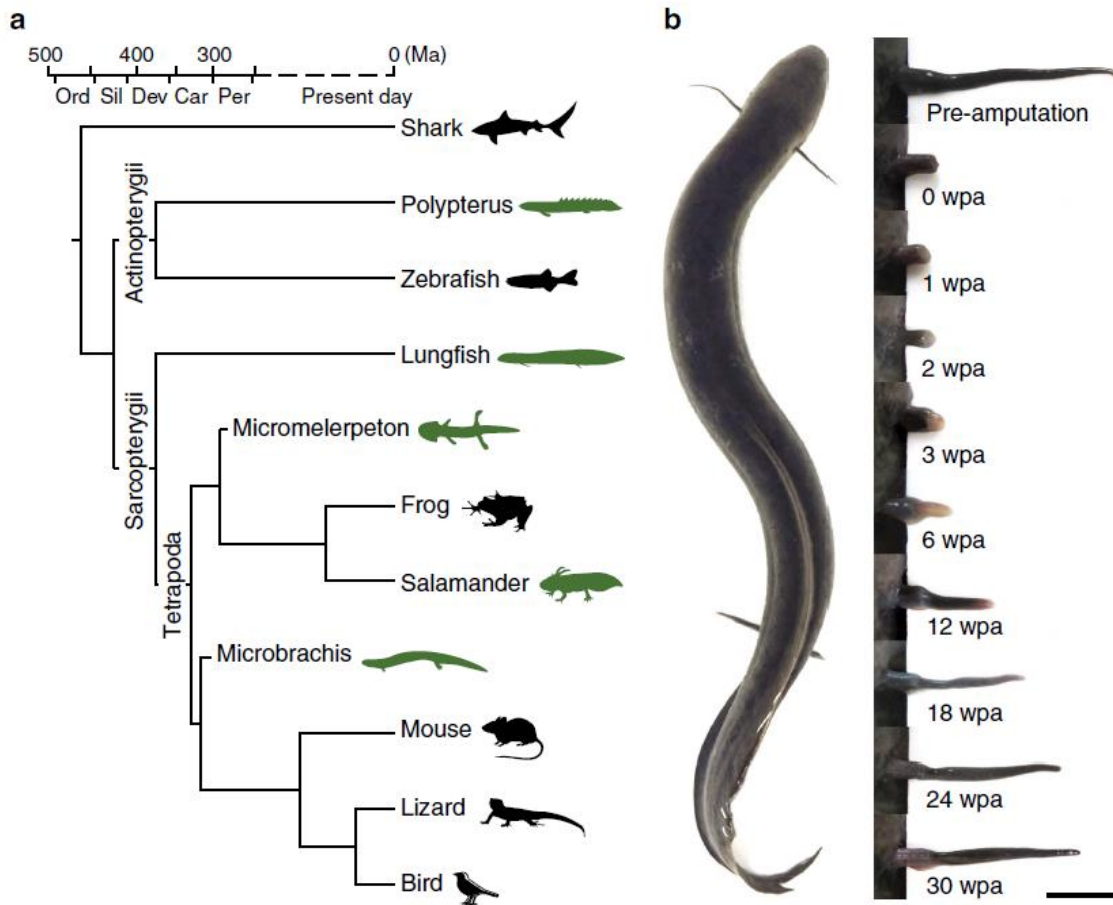 a
500 400 300 0 (Ma)
Ord Sil Dev Car Per Present day
Shark
Actinopterygii
Polypterus
Zebrafish
Sarcopterygii
Lungfish
Tetrapoda
Micromelerpeton
Frog
Salamander
Microbrachis
Mouse
Lizard
Bird
b
Pre-amputation
0 wpa
1 wpa
2 wpa
3 wpa
6 wpa
12 wpa
18 wpa
24 wpa
30 wpa